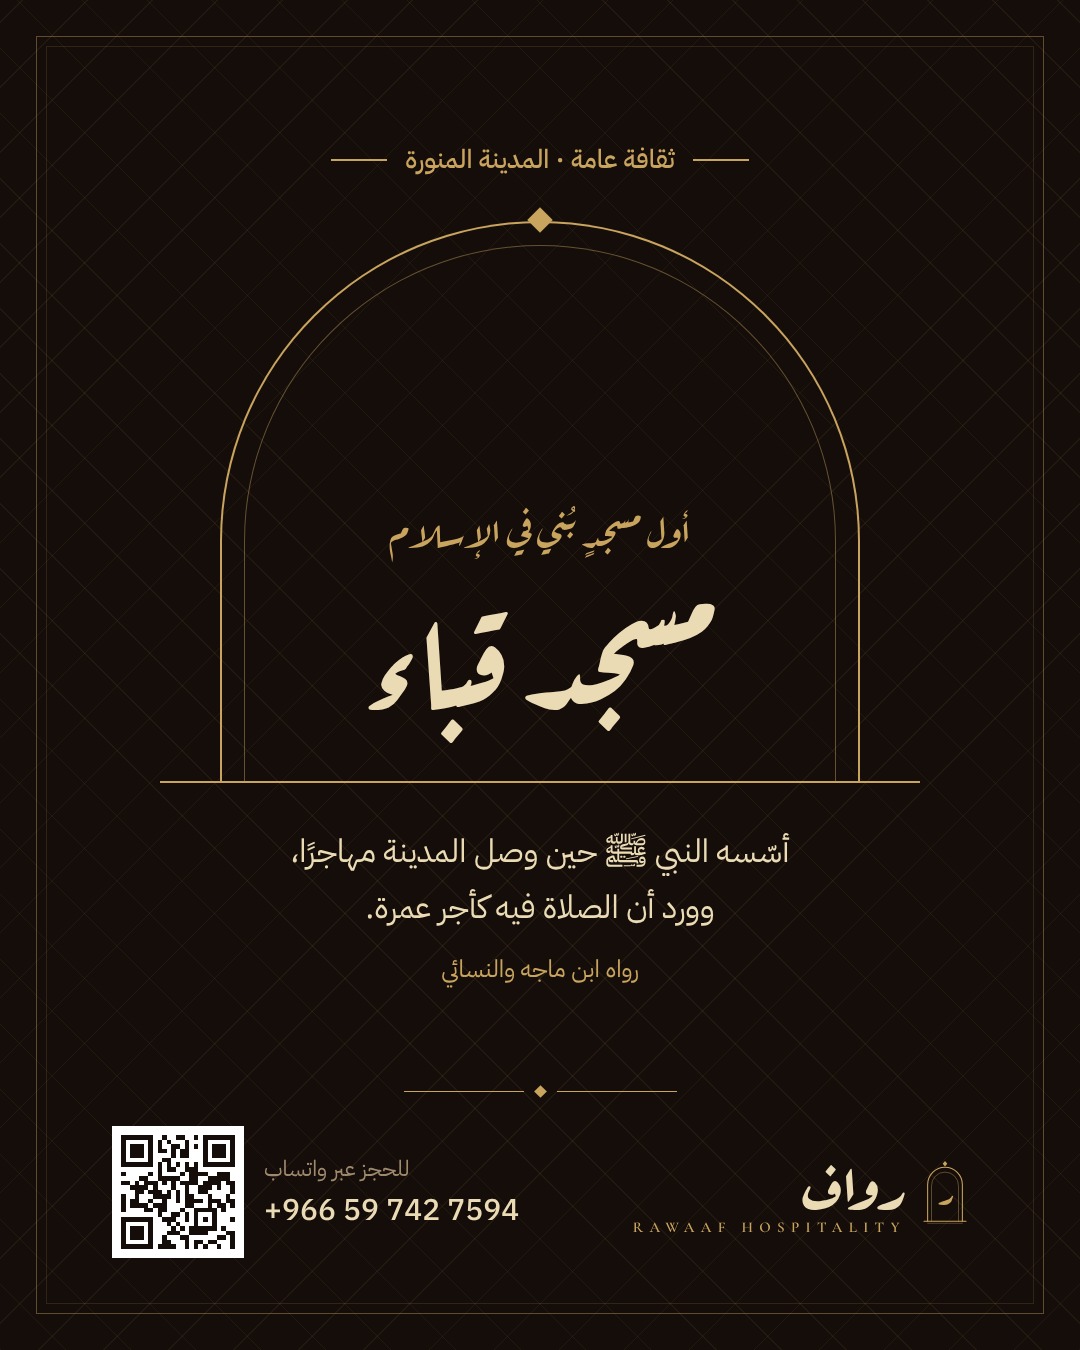 ثقافة عامة · المدينة المنورة
أول مسجدٍ بُني في الإسلام
مسجد قباء
أسّسه النبي ﷺ حين وصل المدينة مهاجرًا،
وورد أن الصلاة فيه كأجر عمرة.
رواه ابن ماجه والنسائي
رواف
ر
RAWAAF HOSPITALITY
للحجز عبر واتساب
+966 59 742 7594